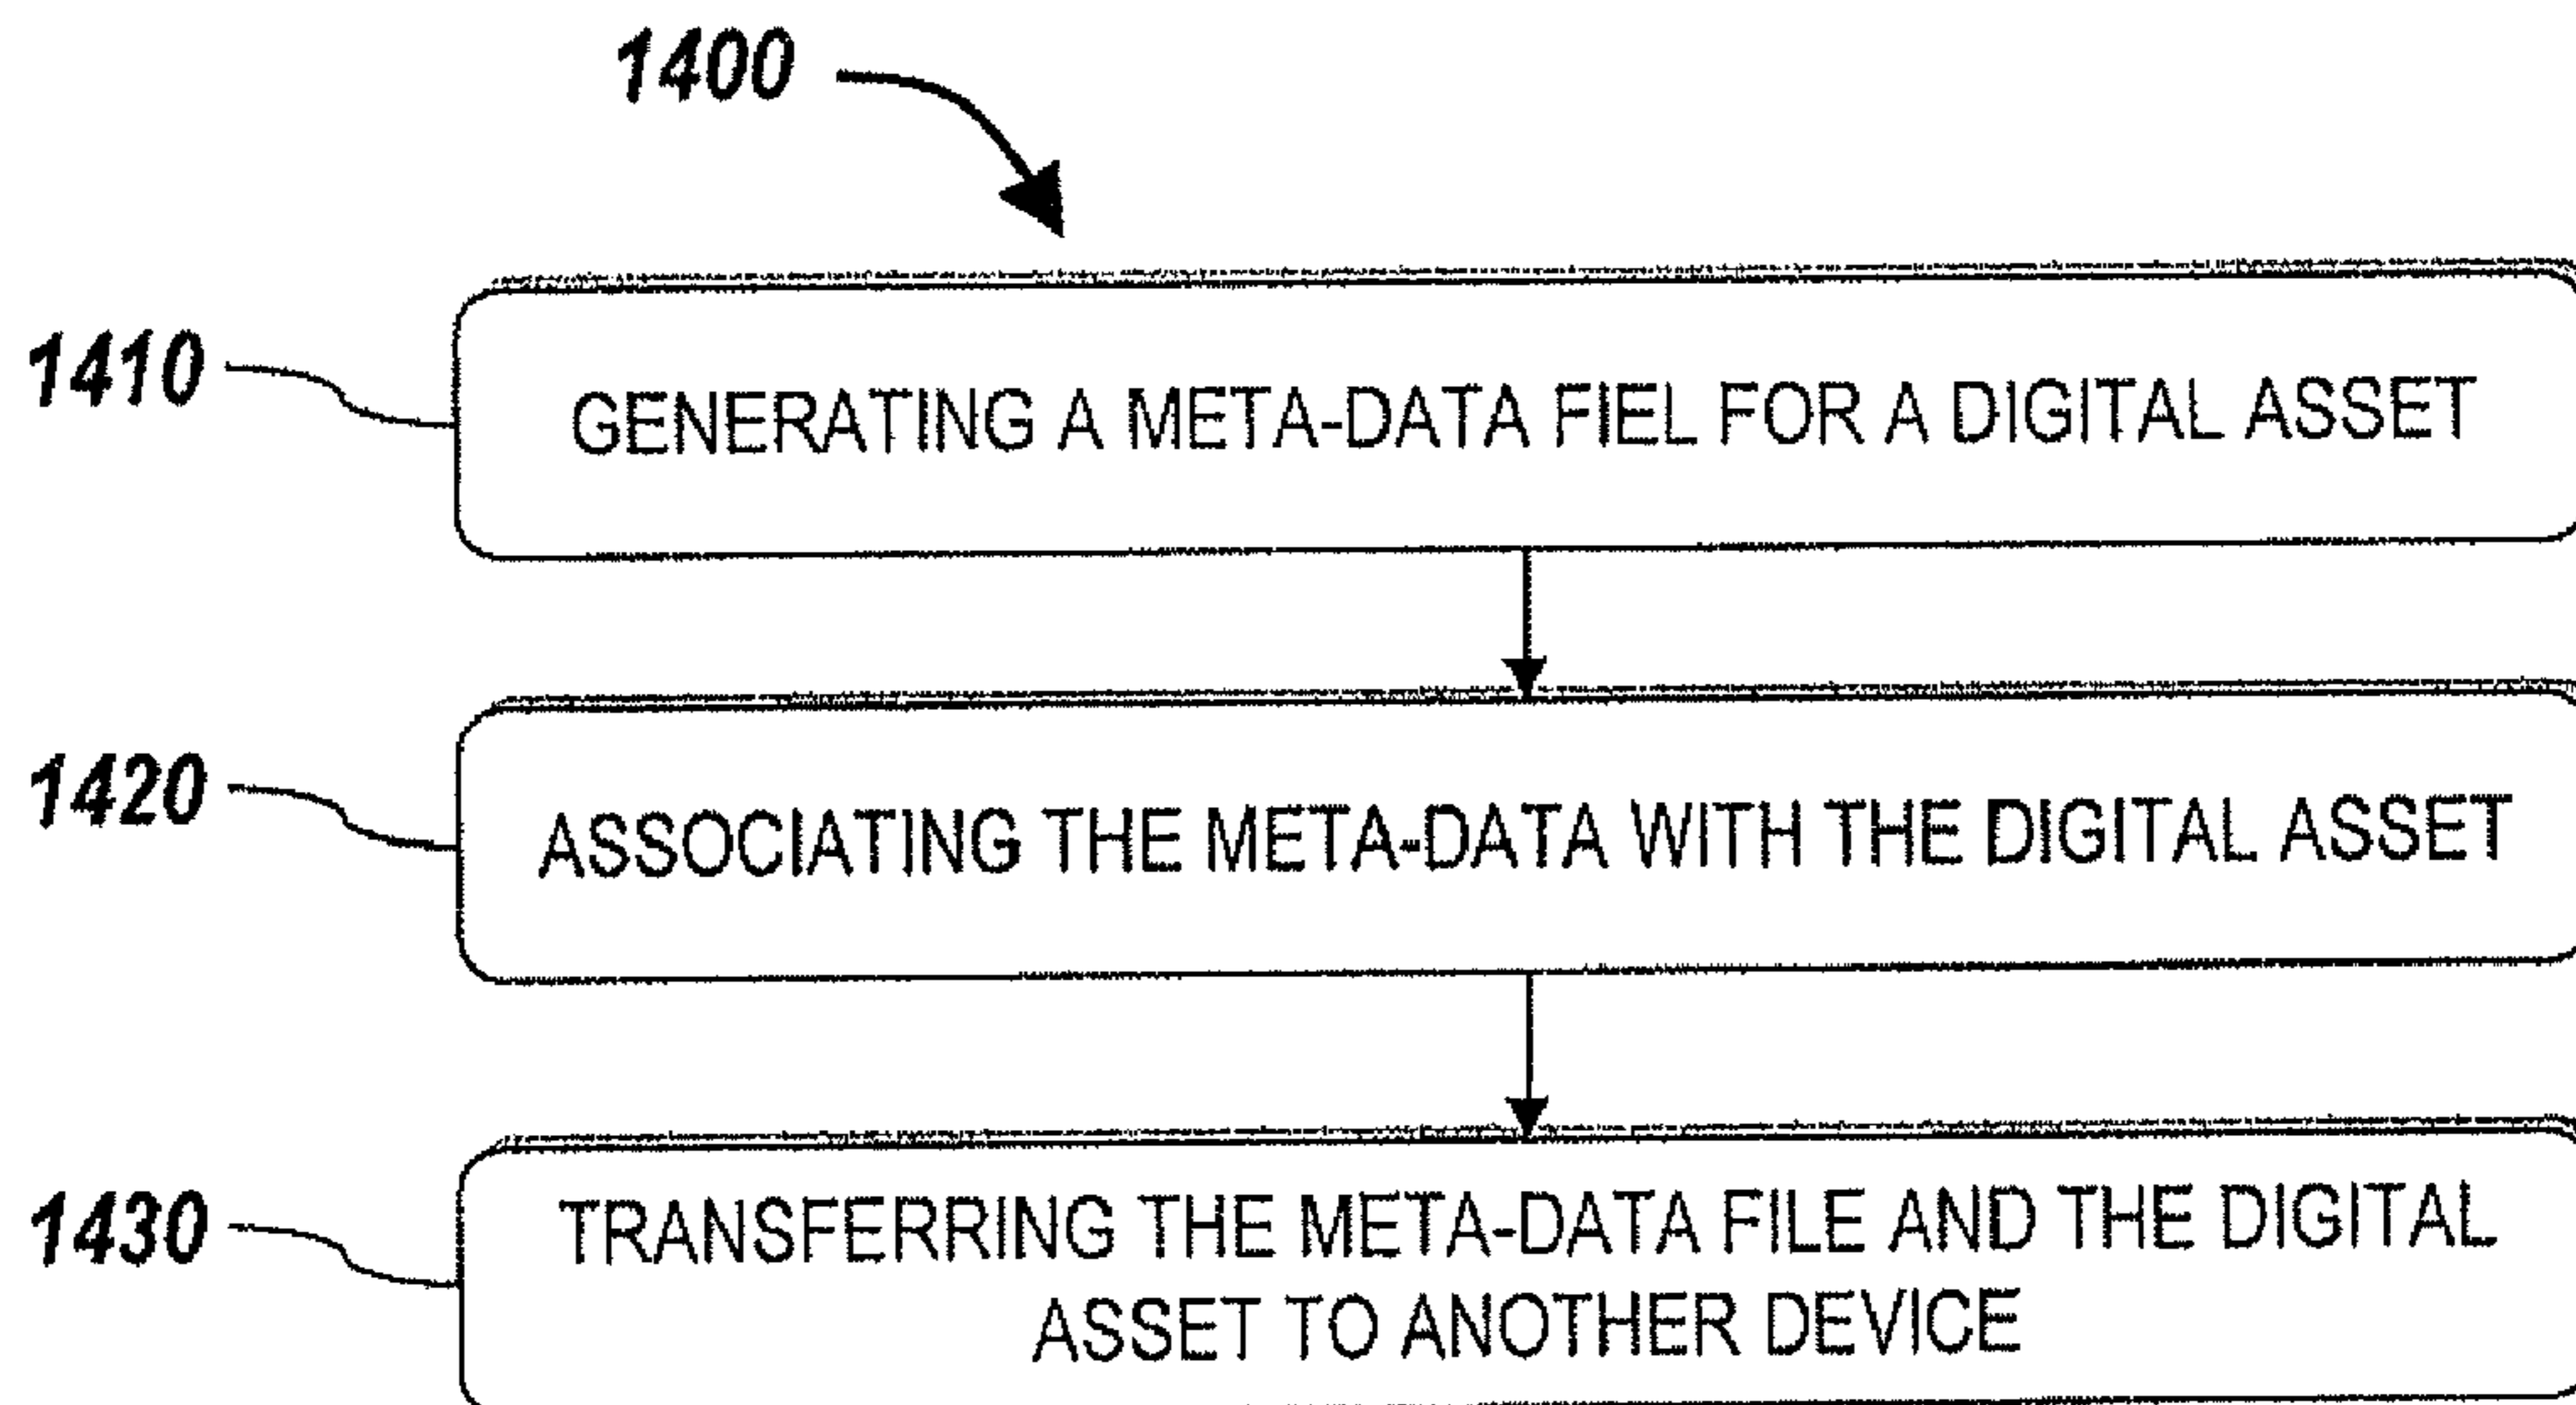 1400
1410
GENERATING A META-DATA FIEL FOR A DIGITAL ASSET
1420
ASSOCIATING THE META-DATA WITH THE DIGITAL ASSET
1430
TRANSFERRING THE META-DATA FILE AND THE DIGITAL
ASSET TO ANOTHER DEVICE